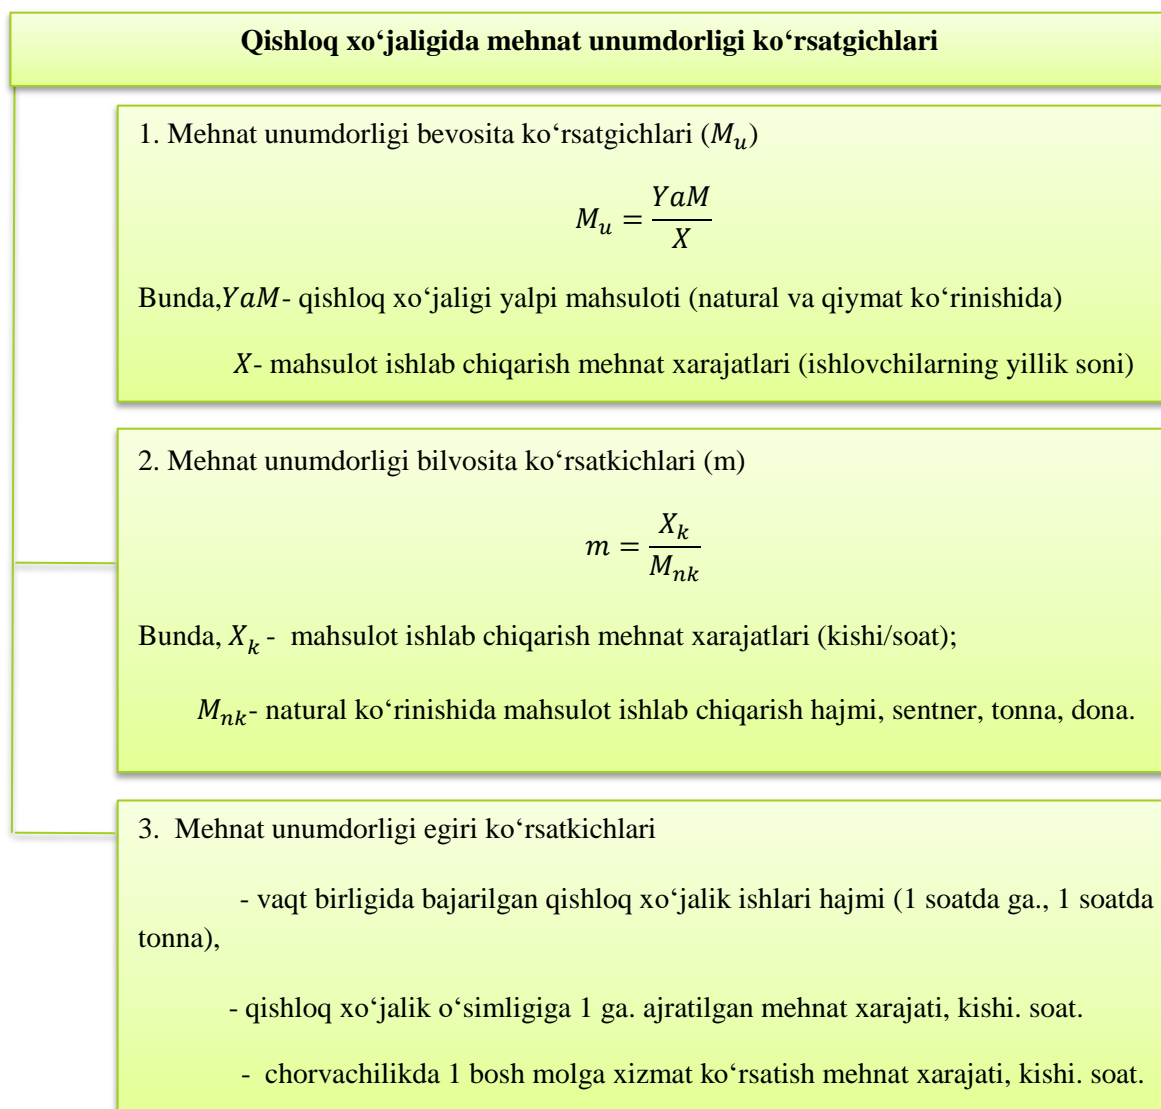 Qishloq xo‘jaligida mehnat unumdorligi ko‘rsatgichlari
1. Mehnat unumdorligi bevosita ko‘rsatgichlari (M_u)
M_u = YaM / X
Bunda,YaM- qishloq xo‘jaligi yalpi mahsuloti (natural va qiymat ko‘rinishida)
X- mahsulot ishlab chiqarish mehnat xarajatlari (ishlovchilarning yillik soni)
2. Mehnat unumdorligi bilvosita ko‘rsatkichlari (m)
m = X_k / M_nk
Bunda, X_k - mahsulot ishlab chiqarish mehnat xarajatlari (kishi/soat);
M_nk- natural ko‘rinishida mahsulot ishlab chiqarish hajmi, sentner, tonna, dona.
3. Mehnat unumdorligi egiri ko‘rsatkichlari
- vaqt birligida bajarilgan qishloq xo‘jalik ishlari hajmi (1 soatda ga., 1 soatda
tonna),
- qishloq xo‘jalik o‘simligiga 1 ga. ajratilgan mehnat xarajati, kishi. soat.
- chorvachilikda 1 bosh molga xizmat ko‘rsatish mehnat xarajati, kishi. soat.